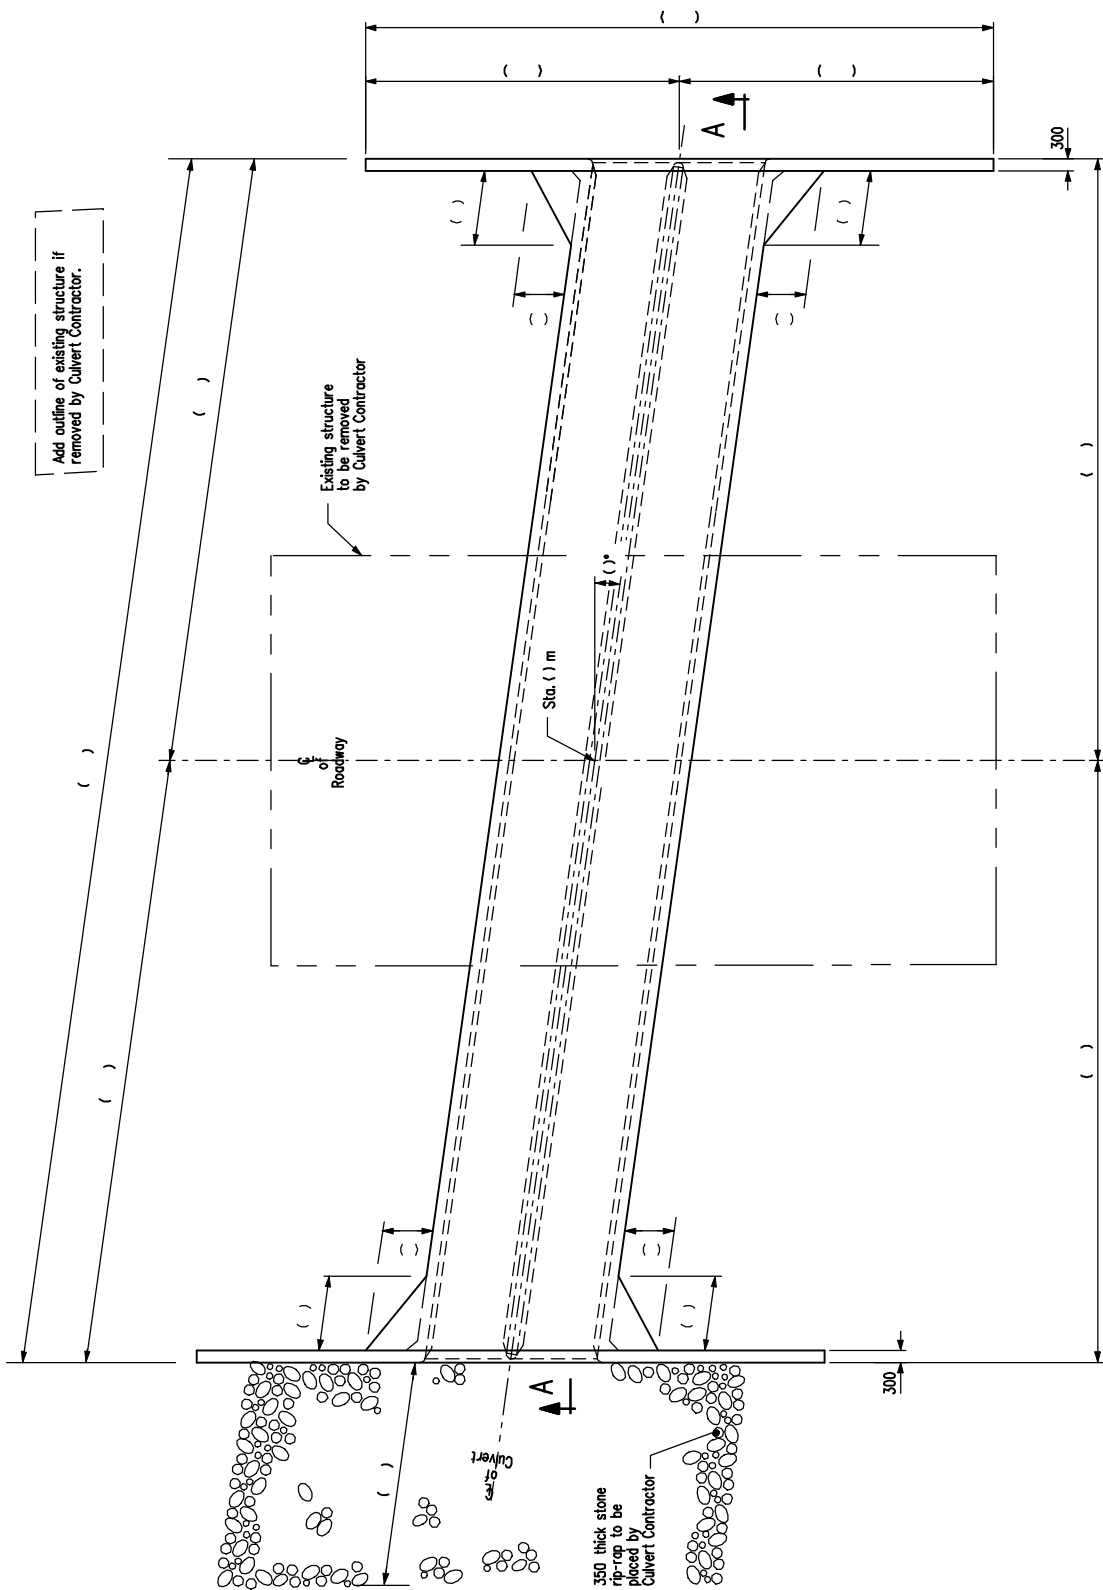 Add outline of existing structure if
removed by Culvert Contractor.
( )
( )
( )
( )
( )
( )
A
300
( )
( )
( )
( )
Existing structure
to be removed
by Culvert Contractor
( )
( )°
Sta. ( ) m
℄
of
Roadway
( )
( )
( )
( )
( )
( )
300
A
( )
℄
of
Culvert
350 thick stone
rip-rap to be
placed by
Culvert Contractor